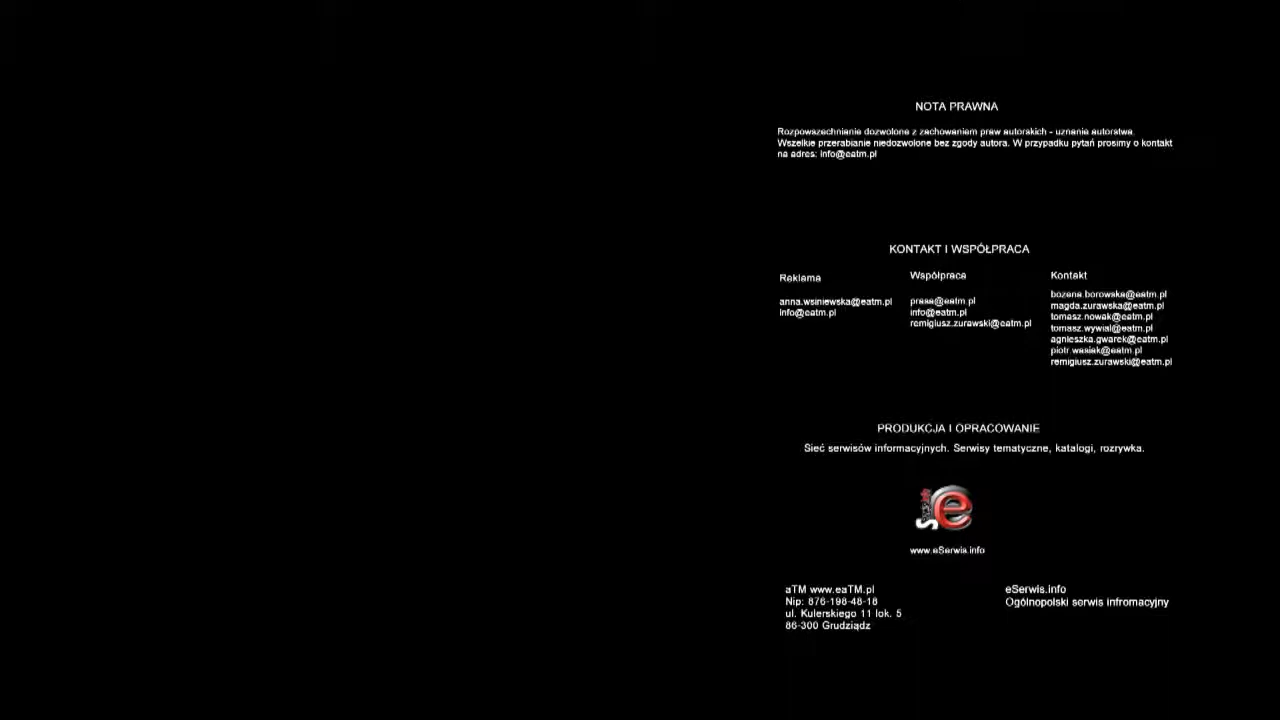 NOTA PRAWNA
Rozpowszechnianie dozwolone z zachowaniem praw autorskich - uznanie autorstwa.
Wszelkie przerabianie niedozwolone bez zgody autora. W przypadku pytań prosimy o kontakt
na adres: info@eatm.pl
KONTAKT I WSPÓŁPRACA
Reklama
anna.wsiniewska@eatm.pl
info@eatm.pl
Współpraca
prasa@eatm.pl
info@eatm.pl
remigiusz.zurawski@eatm.pl
Kontakt
bozena.borowska@eatm.pl
magda.zurawska@eatm.pl
tomasz.nowak@eatm.pl
tomasz.wywial@eatm.pl
agnieszka.gwarek@eatm.pl
piotr.wasiak@eatm.pl
remigiusz.zurawski@eatm.pl
PRODUKCJA I OPRACOWANIE
Sieć serwisów informacyjnych. Serwisy tematyczne, katalogi, rozrywka.
e
www.eSerwis.info
aTM www.eaTM.pl
Nip: 876-198-48-18
ul. Kulerskiego 11 lok. 5
86-300 Grudziądz
eSerwis.info
Ogólnopolski serwis infromacyjny